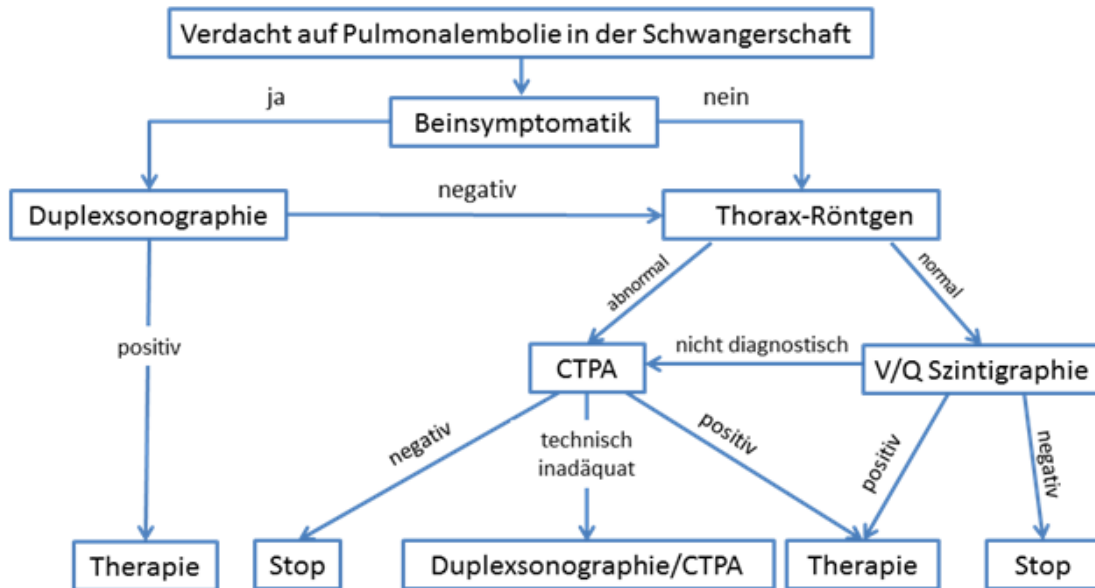 Verdacht auf Pulmonalembolie in der Schwangerschaft
ja
nein
Beinsymptomatik
negativ
Duplexsonographie
Thorax-Röntgen
abnormal
normal
positiv
nicht diagnostisch
CTPA
V/Q Szintigraphie
negativ
technisch
inadäquat
positiv
positiv
negativ
Therapie
Stop
Duplexsonographie/CTPA
Therapie
Stop